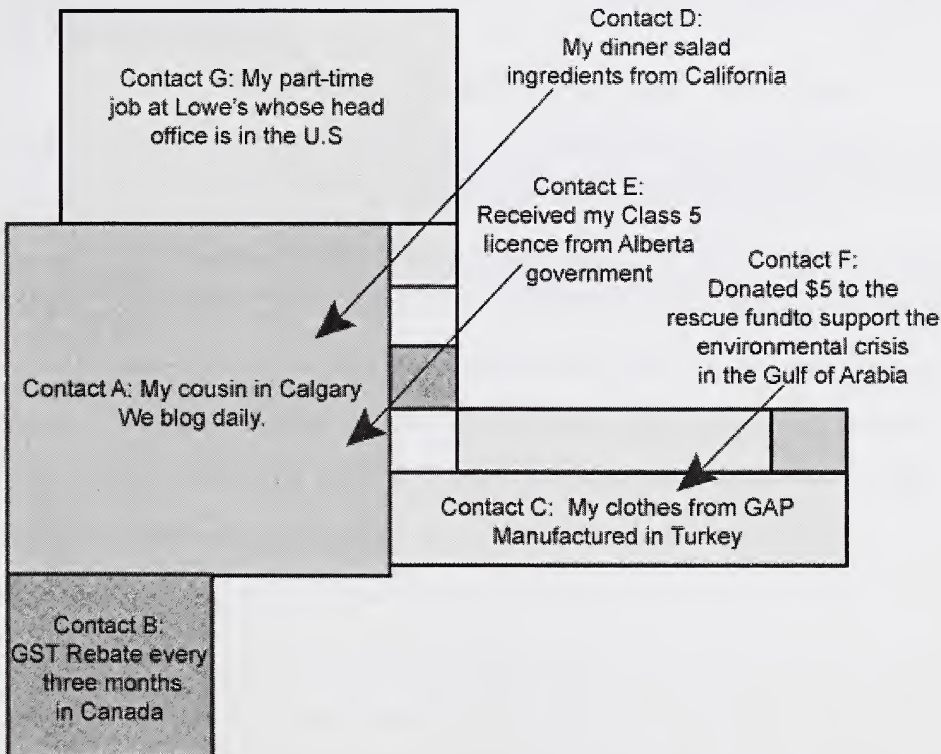 Contact D:
My dinner salad
ingredients from California
Contact G: My part-time
job at Lowe's whose head
office is in the U.S
Contact E:
Received my Class 5
licence from Alberta
government
Contact F:
Donated $5 to the
rescue fundto support the
environmental crisis
in the Gulf of Arabia
Contact A: My cousin in Calgary
We blog daily.
Contact C: My clothes from GAP
Manufactured in Turkey
Contact B:
GST Rebate every
three months
in Canada